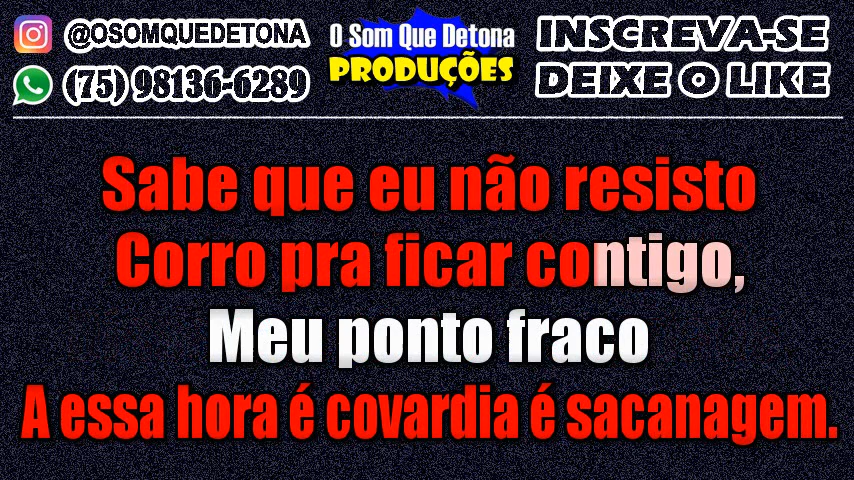 @OSOMQUEDETONA
(75) 98136-6289
O Som Que Detona
PRODUÇÕES
INSCREVA-SE
DEIXE O LIKE
Sabe que eu não resisto
Corro pra ficar contigo,
Meu ponto fraco
A essa hora é covardia é sacanagem.